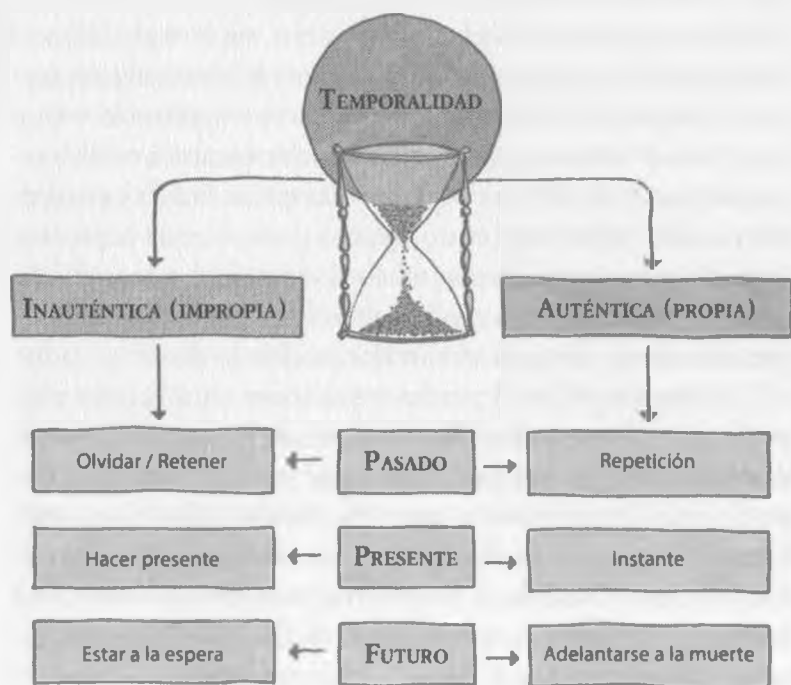 TEMPORALIDAD
INAUTÉNTICA (IMPROPIA)
AUTÉNTICA (PROPIA)
Olvidar / Retener
PASADO
Repetición
Hacer presente
PRESENTE
Instante
Estar a la espera
FUTURO
Adelantarse a la muerte